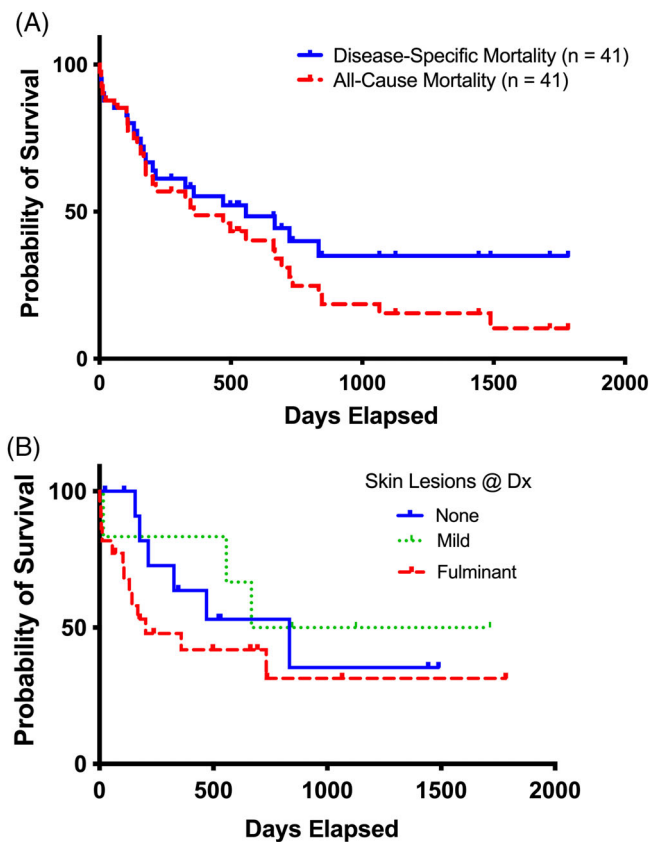 (A)
Disease-Specific Mortality (n = 41)
All-Cause Mortality (n = 41)
Probability of Survival
100
50
0
0 500 1000 1500 2000
Days Elapsed
(B)
Skin Lesions @ Dx
None
Mild
Fulminant
Probability of Survival
100
50
0
0 500 1000 1500 2000
Days Elapsed